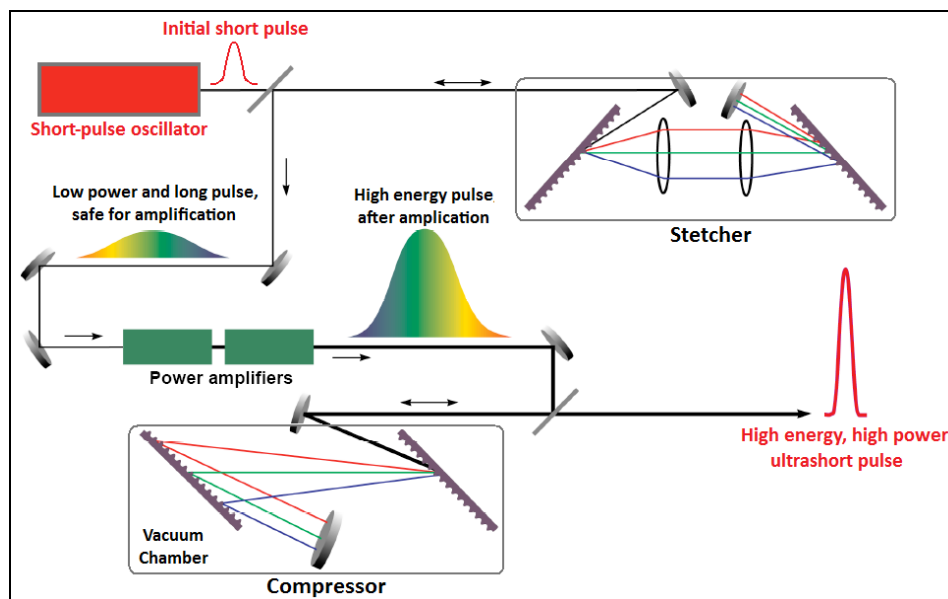 Initial short pulse
Short-pulse oscillator
Low power and long pulse,
safe for amplification
High energy pulse
after amplication
Stetcher
Power amplifiers
High energy, high power
ultrashort pulse
Vacuum
Chamber
Compressor